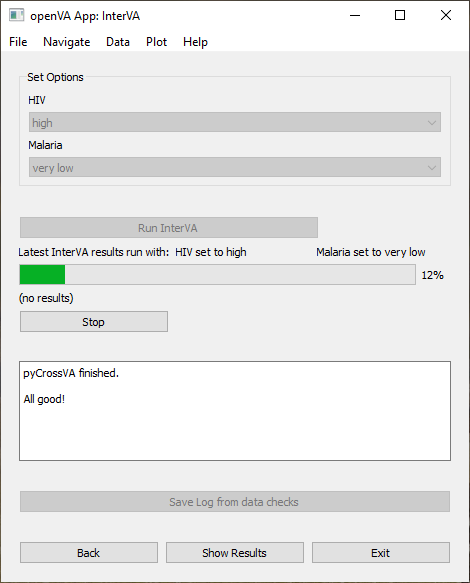 openVA App: InterVA
File Navigate Data Plot Help
Set Options
HIV
high
Malaria
very low
Run InterVA
Latest InterVA results run with: HIV set to high Malaria set to very low
12%
(no results)
Stop
pyCrossVA finished.
All good!
Save Log from data checks
Back Show Results Exit